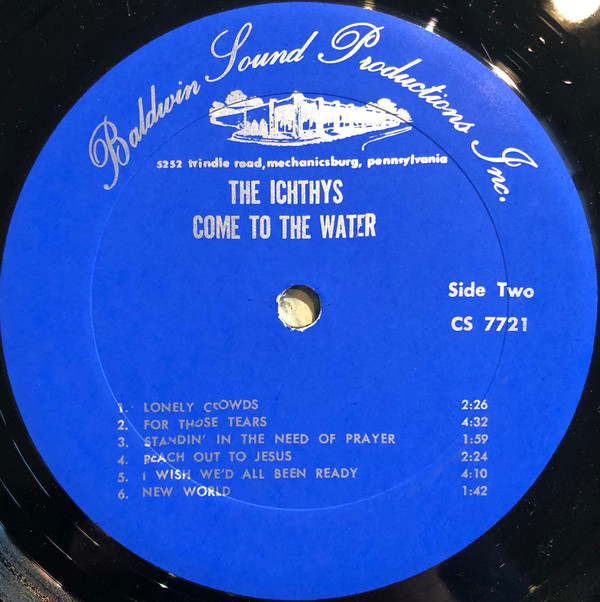 Baldwin Sound Productions Inc.
5252 trindle road, mechanicsburg, pennsylvania
THE ICHTHYS
COME TO THE WATER
Side Two
CS 7721
1. LONELY CROWDS 2:26
2. FOR THOSE TEARS 4:32
3. STANDIN' IN THE NEED OF PRAYER 1:59
4. REACH OUT TO JESUS 2:24
5. I WISH WE'D ALL BEEN READY 4:10
6. NEW WORLD 1:42